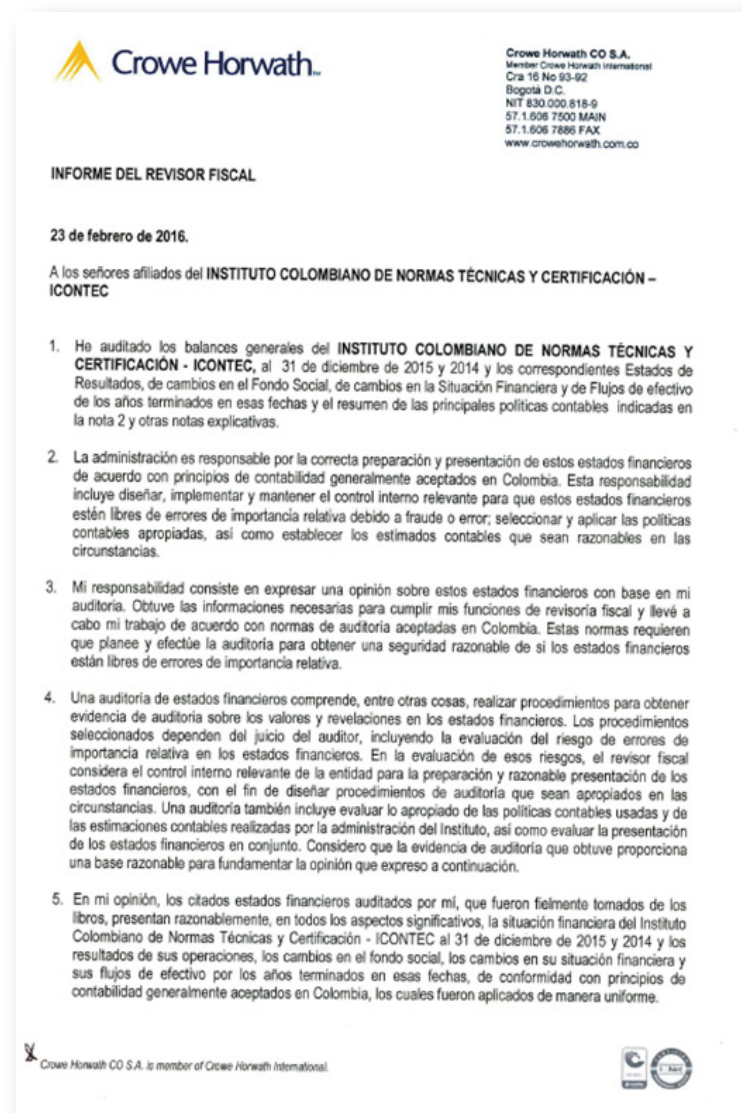 Crowe Horwath™
Crowe Horwath CO S.A.
Member Crowe Horwath International
Cra 16 No 93-92
Bogotá D.C.
NIT 830.000.818-9
57.1.606 7500 MAIN
57.1.606 7886 FAX
www.crowehorwath.com.co
INFORME DEL REVISOR FISCAL
23 de febrero de 2016.
A los señores afiliados del INSTITUTO COLOMBIANO DE NORMAS TÉCNICAS Y CERTIFICACIÓN –
ICONTEC
1. He auditado los balances generales del INSTITUTO COLOMBIANO DE NORMAS TÉCNICAS Y
CERTIFICACIÓN - ICONTEC, al 31 de diciembre de 2015 y 2014 y los correspondientes Estados de
Resultados, de cambios en el Fondo Social, de cambios en la Situación Financiera y de Flujos de efectivo
de los años terminados en esas fechas y el resumen de las principales políticas contables indicadas en
la nota 2 y otras notas explicativas.
2. La administración es responsable por la correcta preparación y presentación de estos estados financieros
de acuerdo con principios de contabilidad generalmente aceptados en Colombia. Esta responsabilidad
incluye diseñar, implementar y mantener el control interno relevante para que estos estados financieros
estén libres de errores de importancia relativa debido a fraude o error; seleccionar y aplicar las políticas
contables apropiadas, así como establecer los estimados contables que sean razonables en las
circunstancias.
3. Mi responsabilidad consiste en expresar una opinión sobre estos estados financieros con base en mi
auditoría. Obtuve las informaciones necesarias para cumplir mis funciones de revisoría fiscal y llevé a
cabo mi trabajo de acuerdo con normas de auditoría aceptadas en Colombia. Estas normas requieren
que planee y efectúe la auditoría para obtener una seguridad razonable de si los estados financieros
están libres de errores de importancia relativa.
4. Una auditoría de estados financieros comprende, entre otras cosas, realizar procedimientos para obtener
evidencia de auditoría sobre los valores y revelaciones en los estados financieros. Los procedimientos
seleccionados dependen del juicio del auditor, incluyendo la evaluación del riesgo de errores de
importancia relativa en los estados financieros. En la evaluación de esos riesgos, el revisor fiscal
considera el control interno relevante de la entidad para la preparación y razonable presentación de los
estados financieros, con el fin de diseñar procedimientos de auditoría que sean apropiados en las
circunstancias. Una auditoría también incluye evaluar lo apropiado de las políticas contables usadas y de
las estimaciones contables realizadas por la administración del Instituto, así como evaluar la presentación
de los estados financieros en conjunto. Considero que la evidencia de auditoría que obtuve proporciona
una base razonable para fundamentar la opinión que expreso a continuación.
5. En mi opinión, los citados estados financieros auditados por mí, que fueron fielmente tomados de los
libros, presentan razonablemente, en todos los aspectos significativos, la situación financiera del Instituto
Colombiano de Normas Técnicas y Certificación - ICONTEC al 31 de diciembre de 2015 y 2014 y los
resultados de sus operaciones, los cambios en el fondo social, los cambios en su situación financiera y
sus flujos de efectivo por los años terminados en esas fechas, de conformidad con principios de
contabilidad generalmente aceptados en Colombia, los cuales fueron aplicados de manera uniforme.
Crowe Horwath CO S.A. is member of Crowe Horwath International.